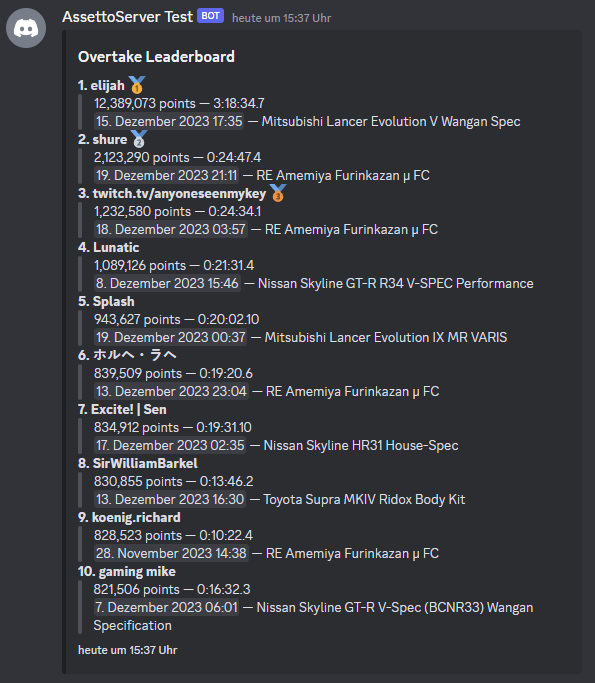 AssettoServer Test BOT heute um 15:37 Uhr
Overtake Leaderboard
1. elijah 🏅1
12,389,073 points — 3:18:34.7
15. Dezember 2023 17:35 — Mitsubishi Lancer Evolution V Wangan Spec
2. shure 🥈
2,123,290 points — 0:24:47.4
19. Dezember 2023 21:11 — RE Amemiya Furinkazan µ FC
3. twitch.tv/anyoneseenmykey 🥉
1,232,580 points — 0:24:34.1
18. Dezember 2023 03:57 — RE Amemiya Furinkazan µ FC
4. Lunatic
1,089,126 points — 0:21:31.4
8. Dezember 2023 15:46 — Nissan Skyline GT-R R34 V-SPEC Performance
5. Splash
943,627 points — 0:20:02.10
19. Dezember 2023 00:37 — Mitsubishi Lancer Evolution IX MR VARIS
6. ホルヘ・ラヘ
839,509 points — 0:19:20.6
13. Dezember 2023 23:04 — RE Amemiya Furinkazan µ FC
7. Excite! | Sen
834,912 points — 0:19:31.10
17. Dezember 2023 02:35 — Nissan Skyline HR31 House-Spec
8. SirWilliamBarkel
830,855 points — 0:13:46.2
13. Dezember 2023 16:30 — Toyota Supra MKIV Ridox Body Kit
9. koenig.richard
828,523 points — 0:10:22.4
28. November 2023 14:38 — RE Amemiya Furinkazan µ FC
10. gaming mike
821,506 points — 0:16:32.3
7. Dezember 2023 06:01 — Nissan Skyline GT-R V-Spec (BCNR33) Wangan
Specification
heute um 15:37 Uhr